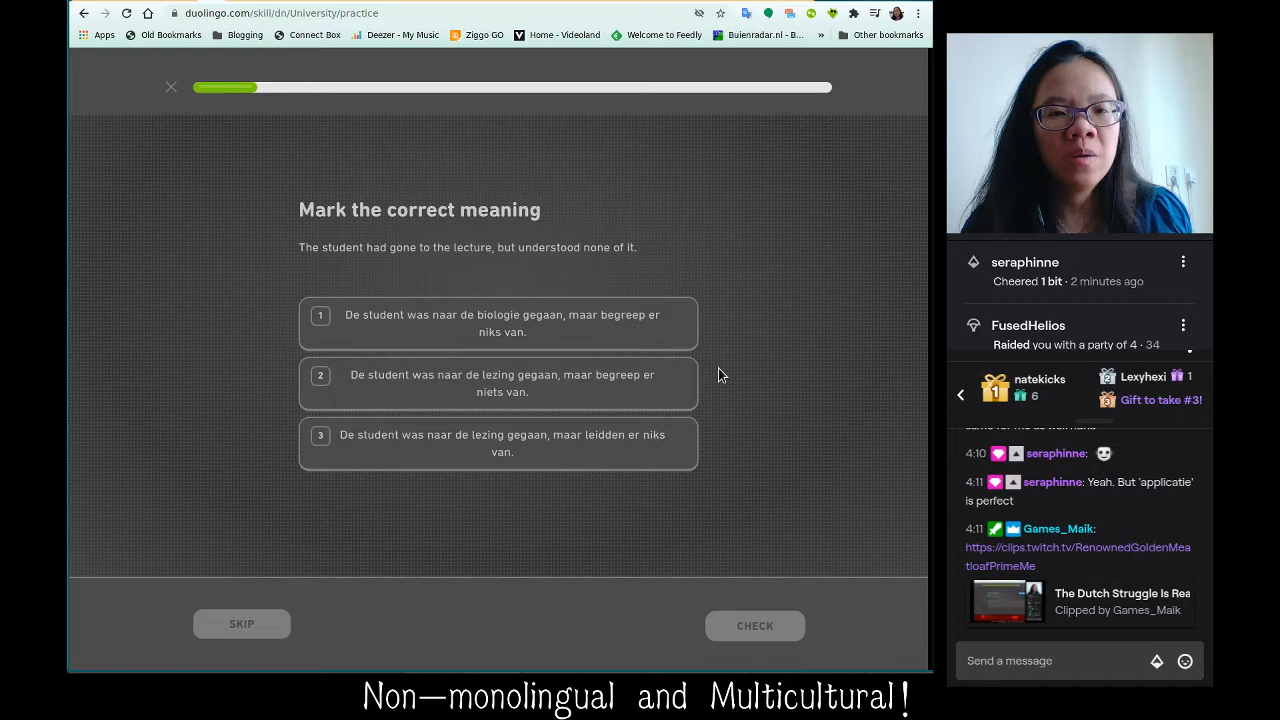 duolingo.com/skill/dn/University/practice
Apps Old Bookmarks Blogging Connect Box Deezer - My Music Ziggo GO Home - Videoland Welcome to Feedly Buienradar.nl - B... » Other bookmarks
Mark the correct meaning
The student had gone to the lecture, but understood none of it.
1 De student was naar de biologie gegaan, maar begreep er
niks van.
2 De student was naar de lezing gegaan, maar begreep er
niets van.
3 De student was naar de lezing gegaan, maar leidden er niks
van.
SKIP
CHECK
seraphinne
Cheered 1 bit · 2 minutes ago
FusedHelios
Raided you with a party of 4 · 34
1 natekicks
6
2 Lexyhexi 1
3 Gift to take #3!
4:10 seraphinne:
4:11 seraphinne: Yeah. But 'applicatie'
is perfect
4:11 Games_Maik:
https://clips.twitch.tv/RenownedGoldenMea
tloafPrimeMe
The Dutch Struggle Is Rea
Clipped by Games_Maik
Send a message
Non-monolingual and Multicultural!